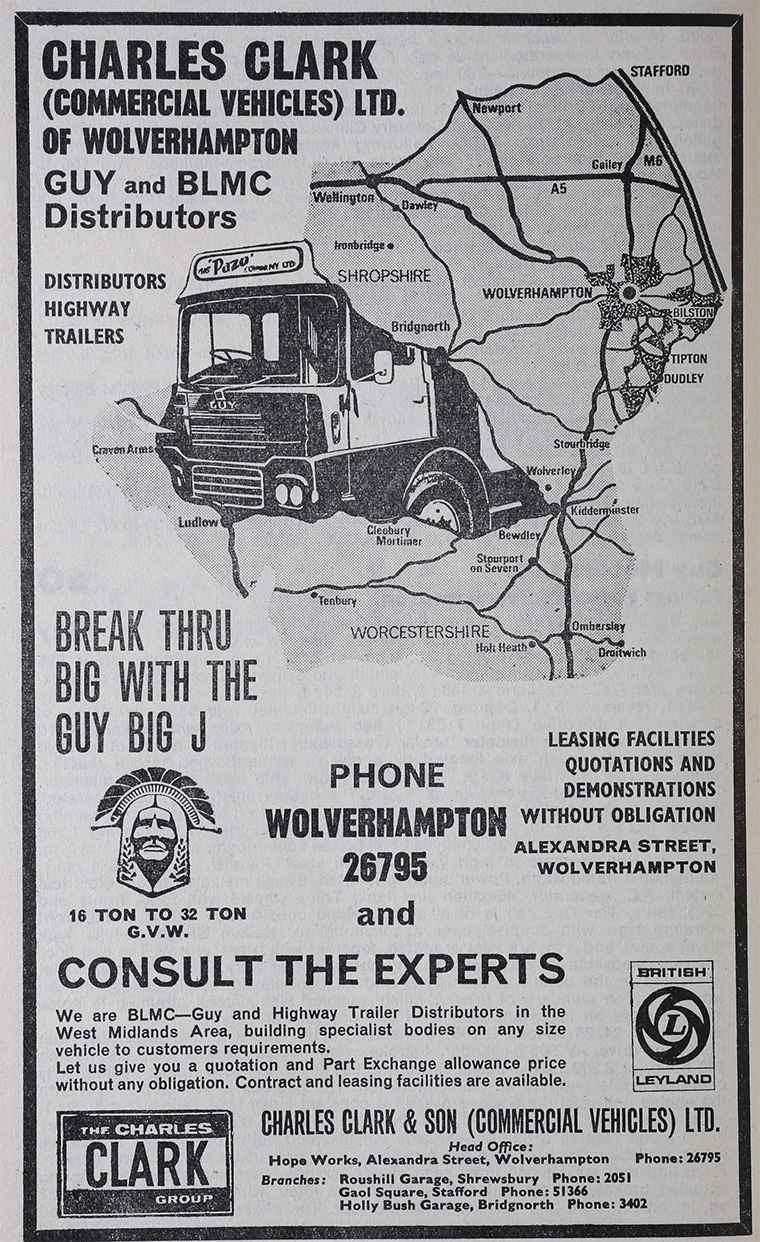 CHARLES CLARK
(COMMERCIAL VEHICLES) LTD.
OF WOLVERHAMPTON
GUY and BLMC
Distributors
DISTRIBUTORS
HIGHWAY
TRAILERS
STAFFORD
Newport
Gailey
M6
A5
Wellington
Dawley
Ironbridge
SHROPSHIRE
WOLVERHAMPTON
BILSTON
Bridgnorth
TIPTON
DUDLEY
GUY
Stourbridge
Craven Arms
Wolverley
Kidderminster
Ludlow
Cleobury
Mortimer
Bewdley
Stourport
on Severn
Tenbury
WORCESTERSHIRE
Ombersley
Holt Heath
Droitwich
BREAK THRU
BIG WITH THE
GUY BIG J
16 TON TO 32 TON
G.V.W.
PHONE
WOLVERHAMPTON
26795
and
LEASING FACILITIES
QUOTATIONS AND
DEMONSTRATIONS
WITHOUT OBLIGATION
ALEXANDRA STREET,
WOLVERHAMPTON
CONSULT THE EXPERTS
We are BLMC—Guy and Highway Trailer Distributors in the
West Midlands Area, building specialist bodies on any size
vehicle to customers requirements.
Let us give you a quotation and Part Exchange allowance price
without any obligation. Contract and leasing facilities are available.
BRITISH
L
LEYLAND
THE CHARLES
CLARK
GROUP
CHARLES CLARK & SON (COMMERCIAL VEHICLES) LTD.
Head Office:
Hope Works, Alexandra Street, Wolverhampton Phone: 26795
Branches: Roushill Garage, Shrewsbury Phone: 2051
Gaol Square, Stafford Phone: 51366
Holly Bush Garage, Bridgnorth Phone: 3402